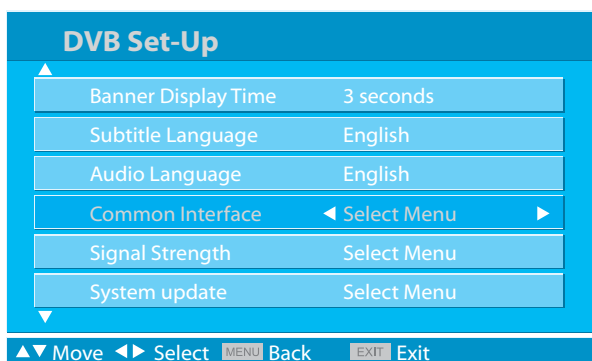 DVB Set-Up
Banner Display Time 3 seconds
Subtitle Language English
Audio Language English
Common Interface Select Menu
Signal Strength Select Menu
System update Select Menu
Move Select MENU Back EXIT Exit